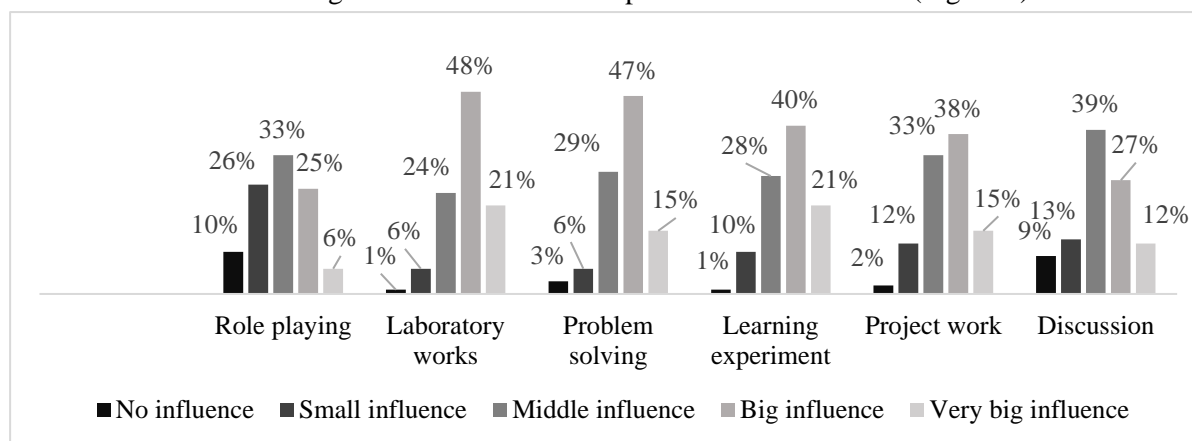 10%
26%
33%
25%
6%
1%
6%
24%
48%
21%
3%
6%
29%
47%
15%
1%
10%
28%
40%
21%
2%
12%
33%
38%
15%
9%
13%
39%
27%
12%
Role playing
Laboratory
works
Problem
solving
Learning
experiment
Project work
Discussion
No influence
Small influence
Middle influence
Big influence
Very big influence